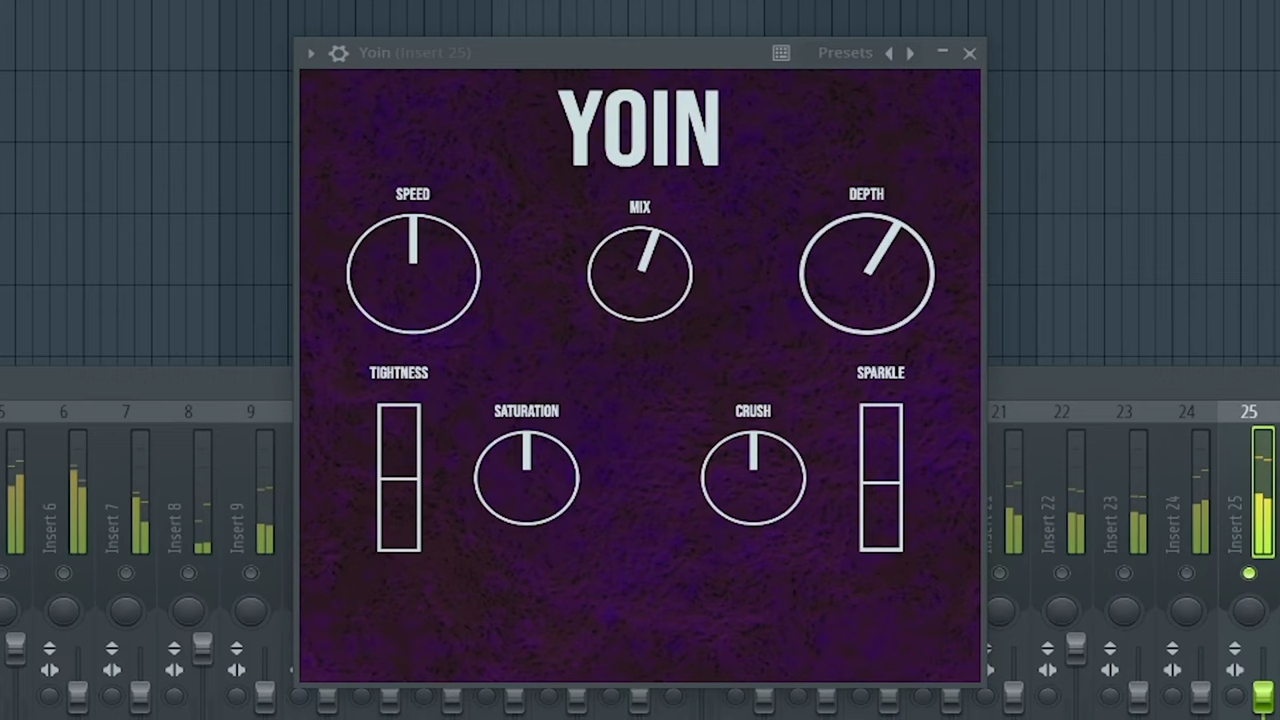 Yoin (Insert 25)
Presets
YOIN
SPEED
MIX
DEPTH
TIGHTNESS
SPARKLE
SATURATION
CRUSH
5 6 7 8 9 21 22 23 24 25
Insert 6
Insert 7
Insert 8
Insert 9
Insert 22
Insert 23
Insert 24
Insert 25